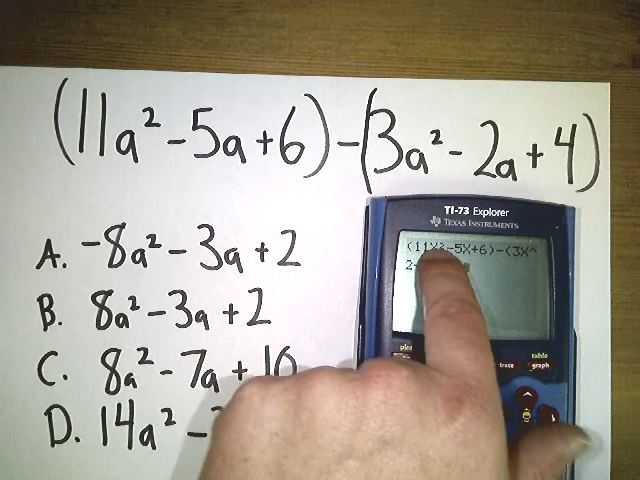 (11a² - 5a + 6) - (3a² - 2a + 4)
TI-73 Explorer
TEXAS INSTRUMENTS
(11X²-5X+6)-(3X^
2
A. -8a² - 3a + 2
B. 8a² - 3a + 2
table
trace graph
C. 8a² - 7a + 10
D. 14a² -